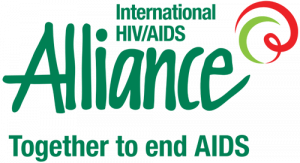 International
HIV/AIDS
Alliance
Together to end AIDS